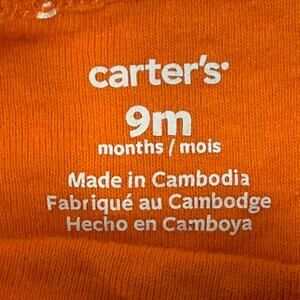 carter's
9m
months / mois
Made in Cambodia
Fabriqué au Cambodge
Hecho en Camboya